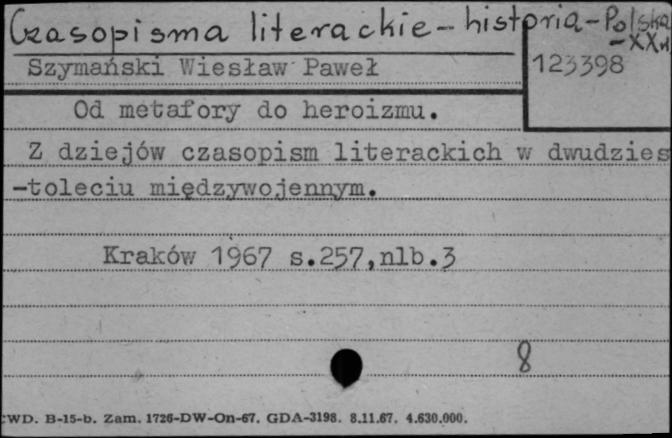 Czasopisma literackie - historia - Polska
- XX w
Szymański Wiesław Paweł
123398
Od metafory do heroizmu.
Z dziejów czasopism literackich w dwudzies
-toleciu międzywojennym.
Kraków 1967 s.257,nlb.3
8
CWD. B-15-b. Zam. 1726-DW-On-67. GDA-3198. 8.11.67. 4.630.000.